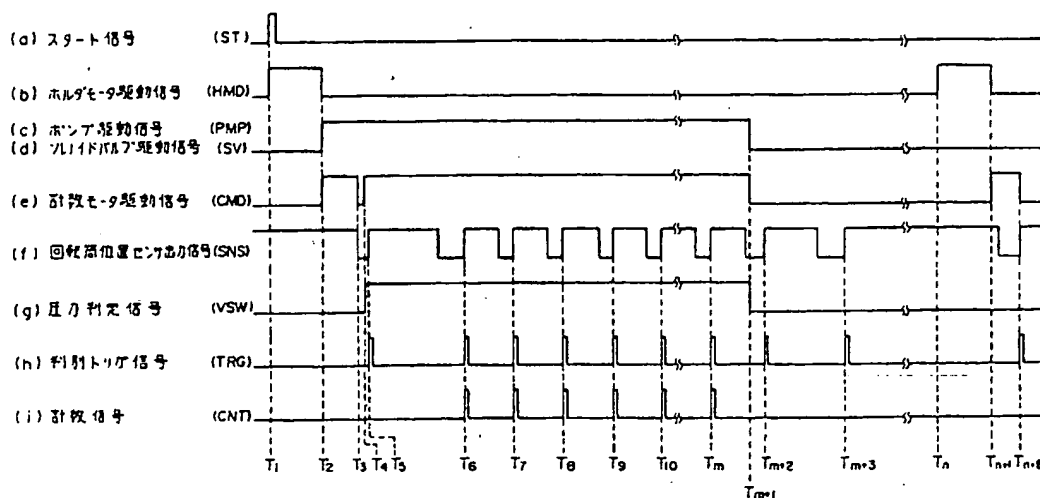 (a) スタート信号 (ST)
(b) ホルダモータ駆動信号 (HMD)
(c) ポンプ駆動信号 (PMP)
(d) ソレノイドバルブ駆動信号 (SV)
(e) 計数モータ駆動信号 (CMD)
(f) 回転筒位置センサ出力信号 (SNS)
(g) 圧力判定信号 (VSW)
(h) 判別トリガ信号 (TRG)
(i) 計数信号 (CNT)
T1 T2 T3 T4 T5 T6 T7 T8 T9 T10 Tm Tm+1 Tm+2 Tm+3 Tn Tn+1